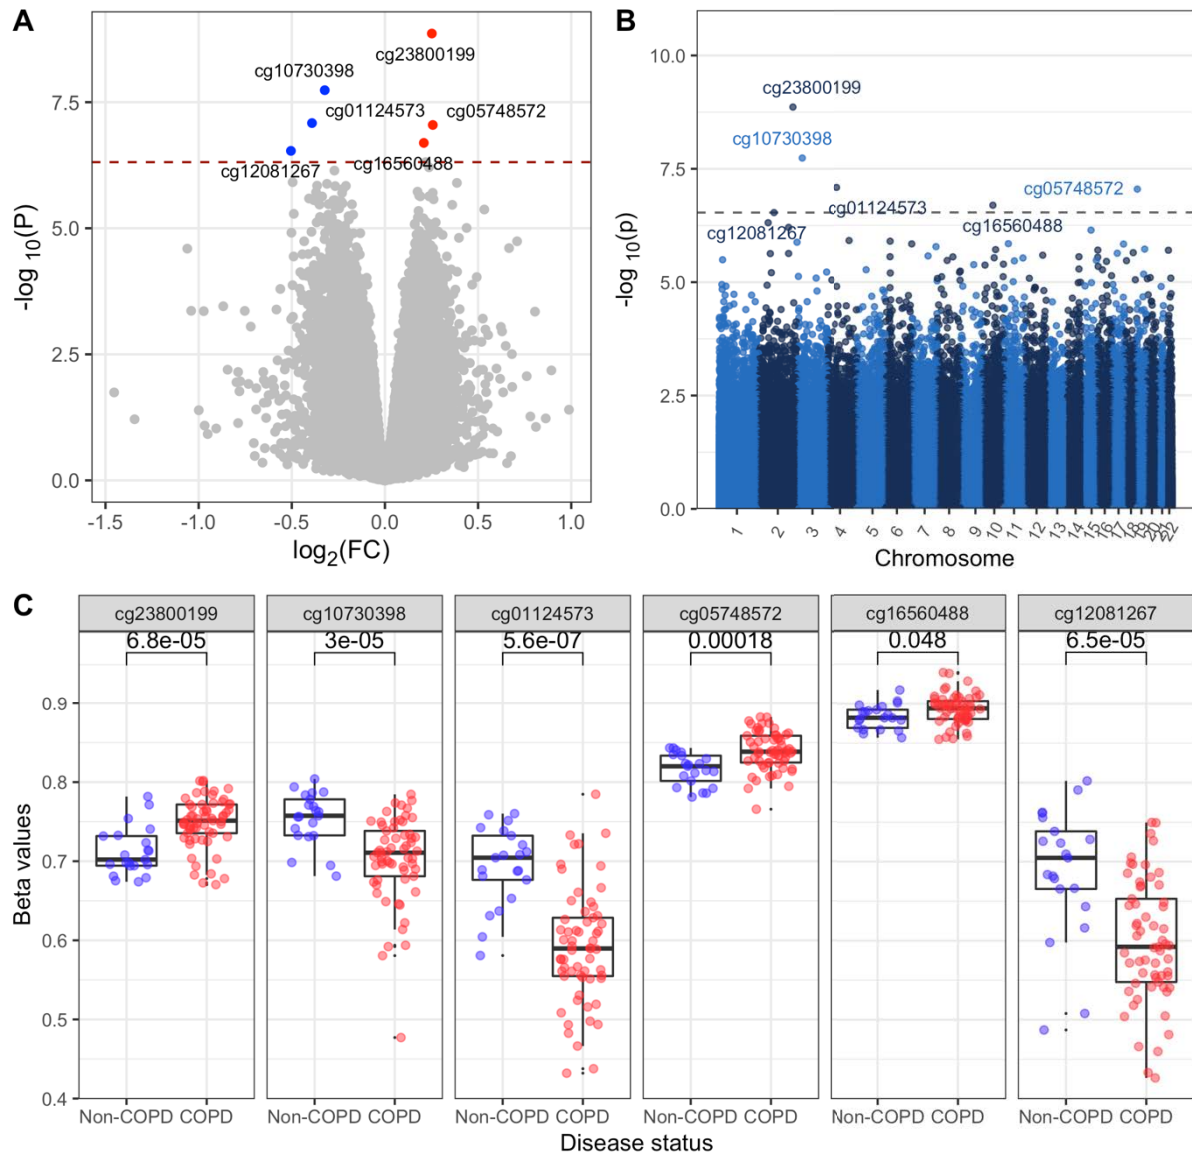 A
-log 10(P)
7.5
5.0
2.5
0.0
cg23800199
cg10730398
cg01124573
cg05748572
cg16560488
cg12081267
-1.5
-1.0
-0.5
0.0
0.5
1.0
log2(FC)
B
-log 10(p)
10.0
7.5
5.0
2.5
0.0
cg23800199
cg10730398
cg05748572
cg01124573
cg12081267
cg16560488
1 2 3 4 5 6 7 8 9 10 11 12 13 14 15 16 17 18 19 20 21 22
Chromosome
C
cg23800199 cg10730398 cg01124573 cg05748572 cg16560488 cg12081267
6.8e-05 3e-05 5.6e-07 0.00018 0.048 6.5e-05
Beta values
0.9
0.8
0.7
0.6
0.5
0.4
Non-COPD COPD Non-COPD COPD Non-COPD COPD Non-COPD COPD Non-COPD COPD Non-COPD COPD
Disease status